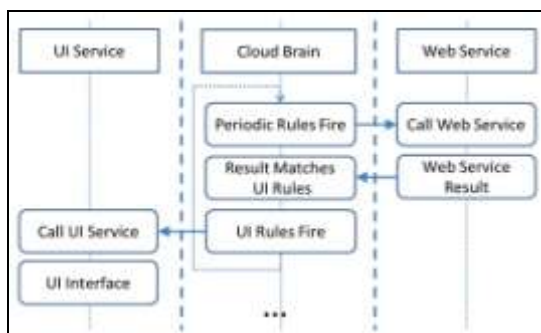 UI Service
Cloud Brain
Web Service
Periodic Rules Fire
Call Web Service
Result Matches
UI Rules
Web Service
Result
Call UI Service
UI Rules Fire
UI Interface
...